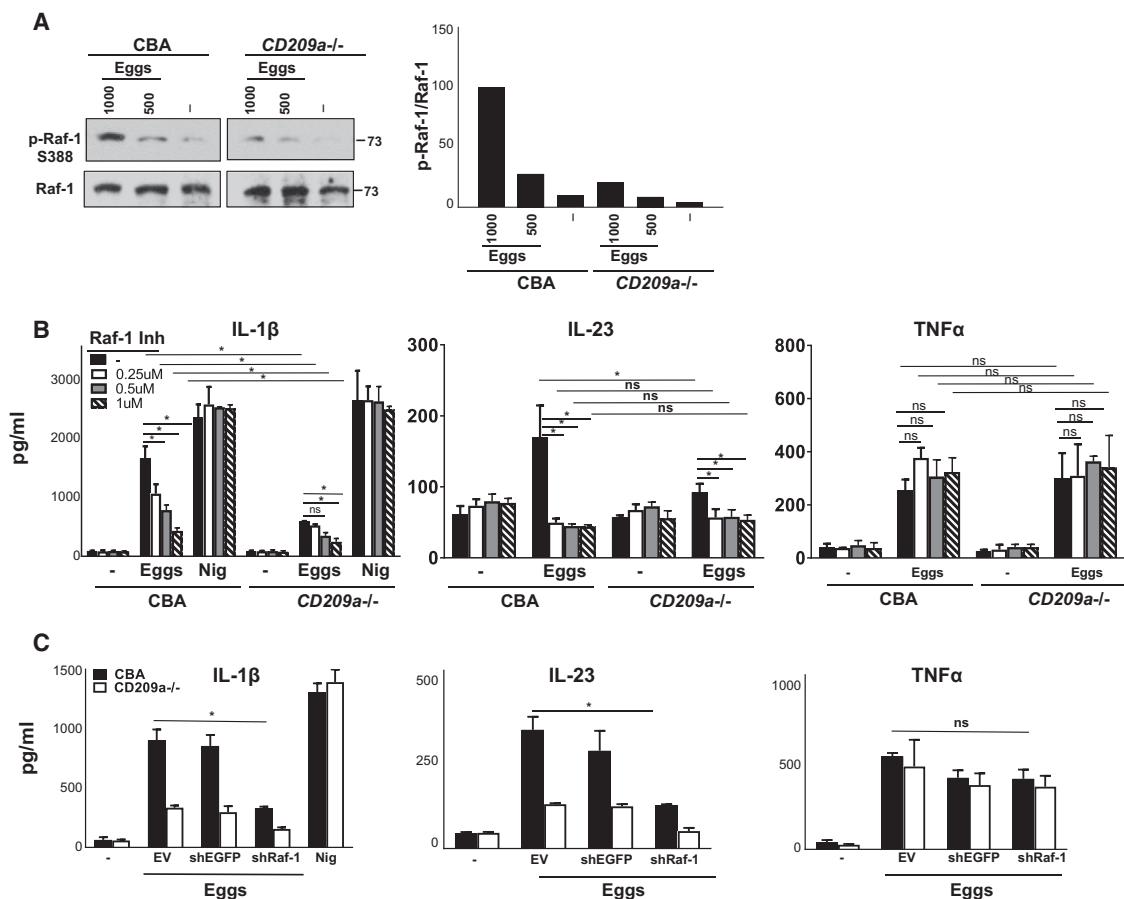 A
CBA
CD209a-/-
Eggs
Eggs
1000
500
–
1000
500
–
p-Raf-1
S388
-73
Raf-1
-73
p-Raf-1/Raf-1
150
100
50
0
1000
500
–
1000
500
–
Eggs
Eggs
CBA
CD209a-/-
B
Raf-1 Inh
-
0.25uM
0.5uM
1uM
IL-1β
pg/ml
3000
2000
1000
0
*
*
*
*
*
*
*
*
*
ns
-
Eggs
Nig
-
Eggs
Nig
CBA
CD209a-/-
IL-23
300
200
100
0
*
ns
ns
ns
*
*
*
*
*
*
-
Eggs
-
Eggs
CBA
CD209a-/-
TNFα
800
600
400
200
0
ns
ns
ns
ns
ns
ns
ns
ns
ns
ns
-
Eggs
-
Eggs
CBA
CD209a-/-
C
CBA
CD209a-/-
IL-1β
pg/ml
1500
1000
500
0
*
-
EV
shEGFP
shRaf-1
Nig
Eggs
IL-23
500
250
0
*
-
EV
shEGFP
shRaf-1
Eggs
TNFα
1000
500
0
ns
-
EV
shEGFP
shRaf-1
Eggs